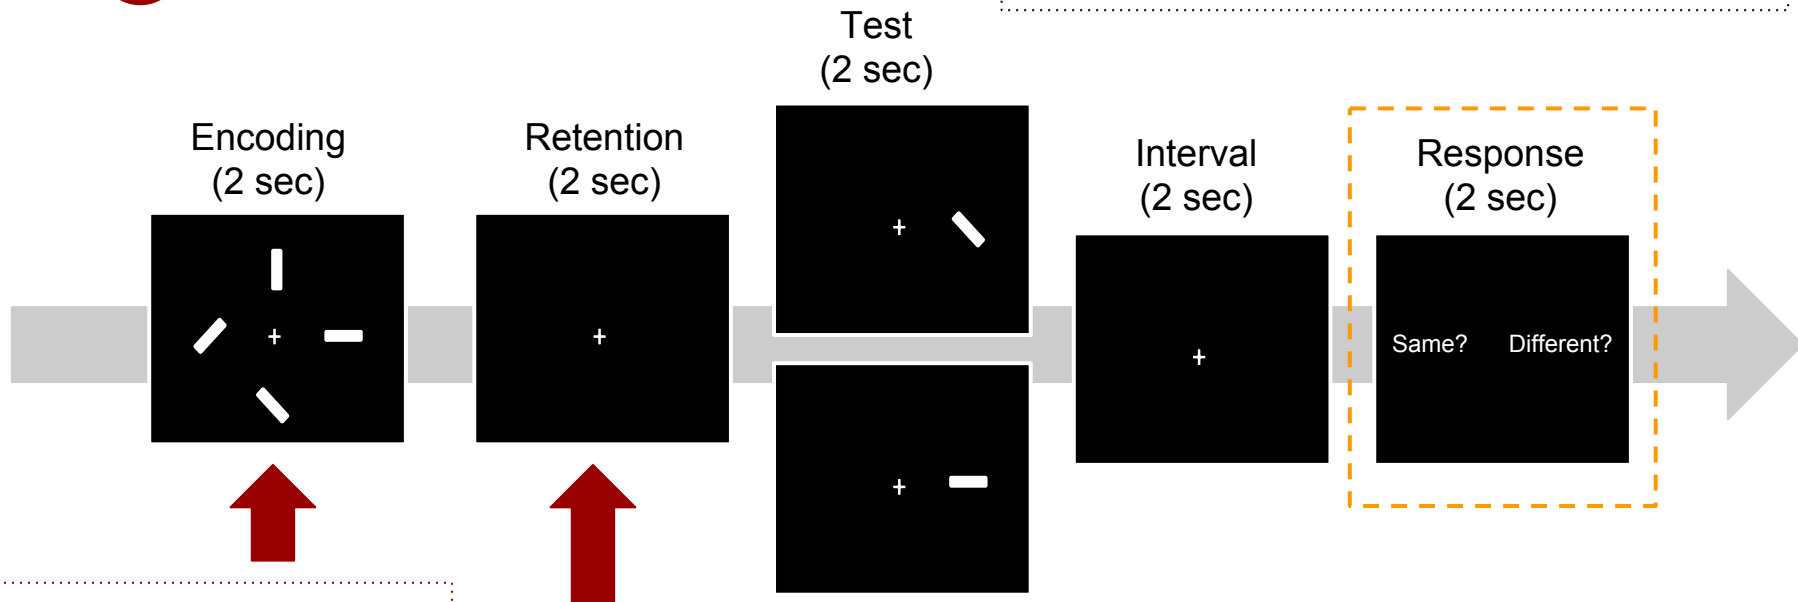 Encoding
(2 sec)
Retention
(2 sec)
Test
(2 sec)
Interval
(2 sec)
Response
(2 sec)
Same? Different?